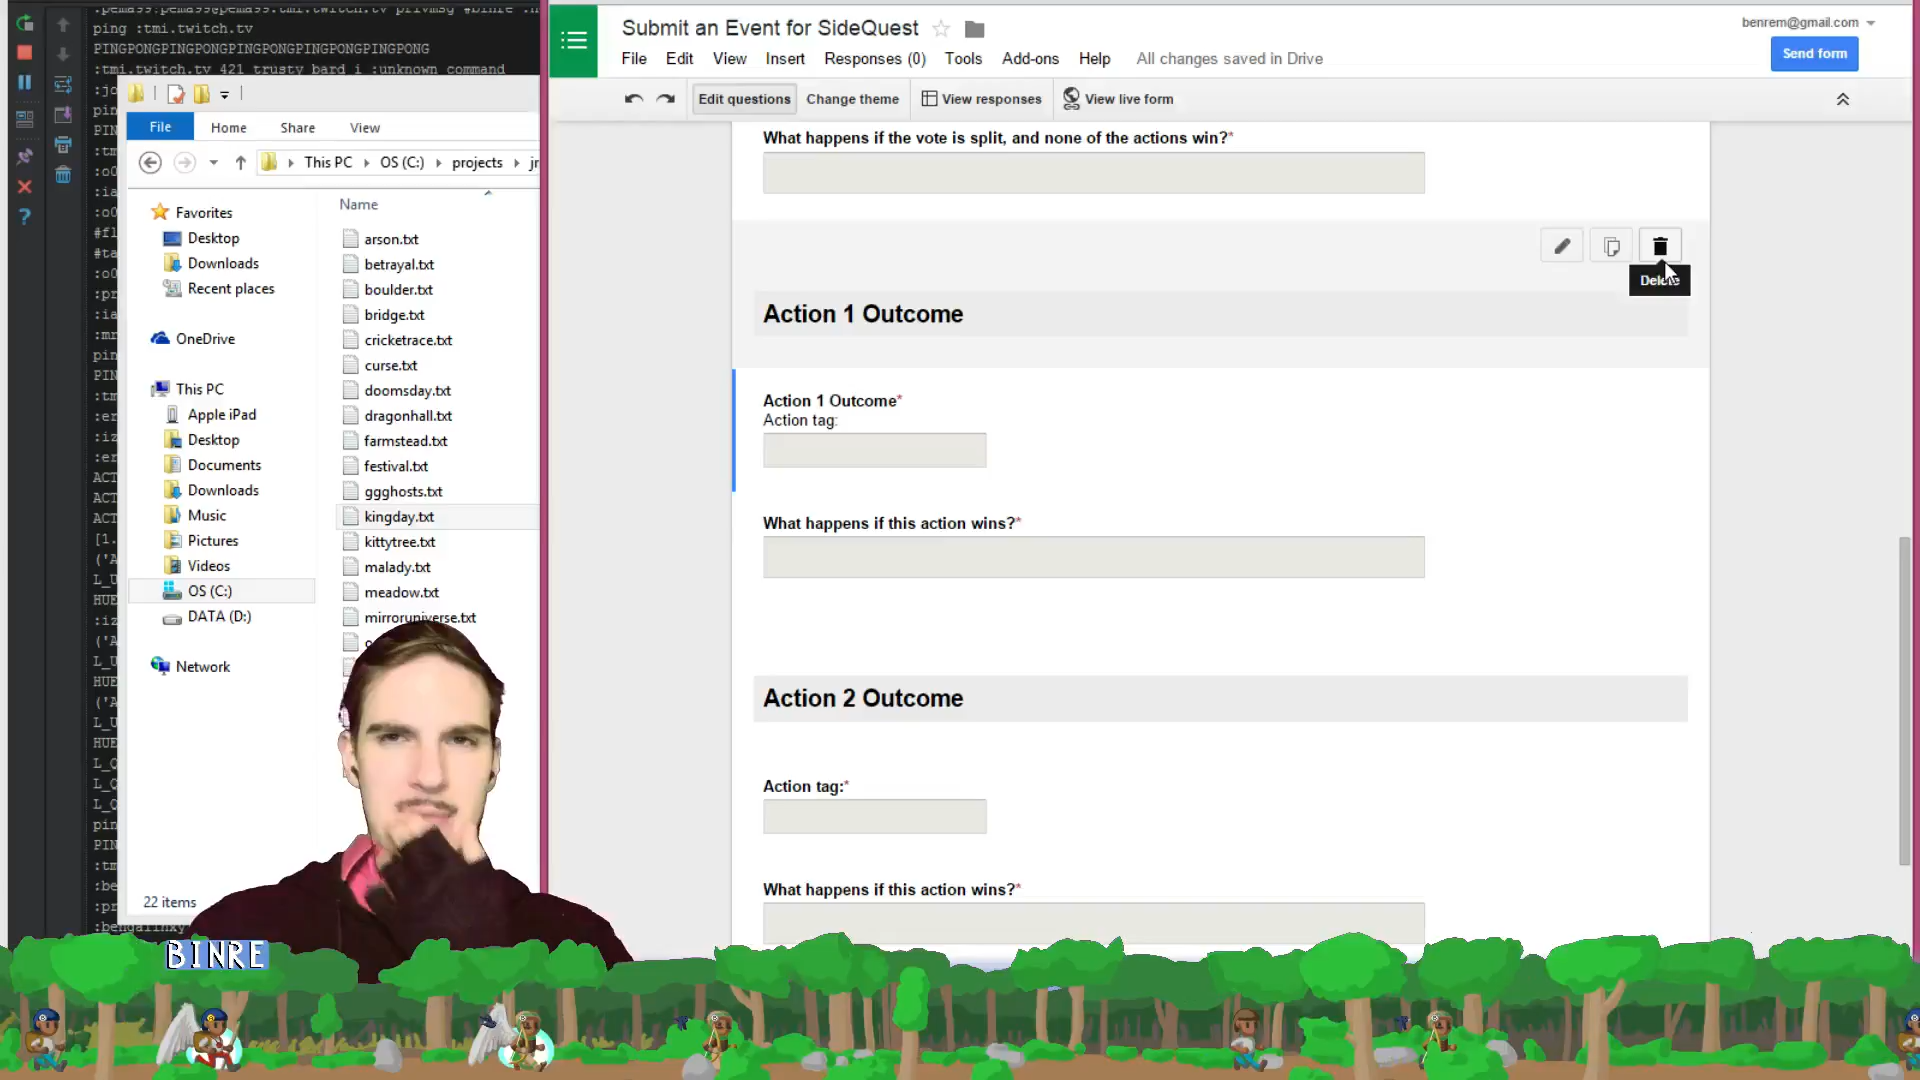 ping :tmi.twitch.tv
PINGPONGPINGPONGPINGPONGPINGPONGPINGPONG
:tmi.twitch.tv 421 trusty_bard_i :unknown command
File
Home
Share
View
This PC
OS (C:)
projects
Name
Favorites
Desktop
Downloads
Recent places
OneDrive
This PC
Apple iPad
Desktop
Documents
Downloads
Music
Pictures
Videos
OS (C:)
DATA (D:)
Network
arson.txt
betrayal.txt
boulder.txt
bridge.txt
cricketrace.txt
curse.txt
doomsday.txt
dragonhall.txt
farmstead.txt
festival.txt
ggghosts.txt
kingday.txt
kittytree.txt
malady.txt
meadow.txt
mirroruniverse.txt
22 items
BINRE
Submit an Event for SideQuest
File Edit View Insert Responses (0) Tools Add-ons Help All changes saved in Drive
benrem@gmail.com
Send form
Edit questions Change theme View responses View live form
What happens if the vote is split, and none of the actions win?*
Action 1 Outcome
Action 1 Outcome*
Action tag:
What happens if this action wins?*
Action 2 Outcome
Action tag:*
What happens if this action wins?*